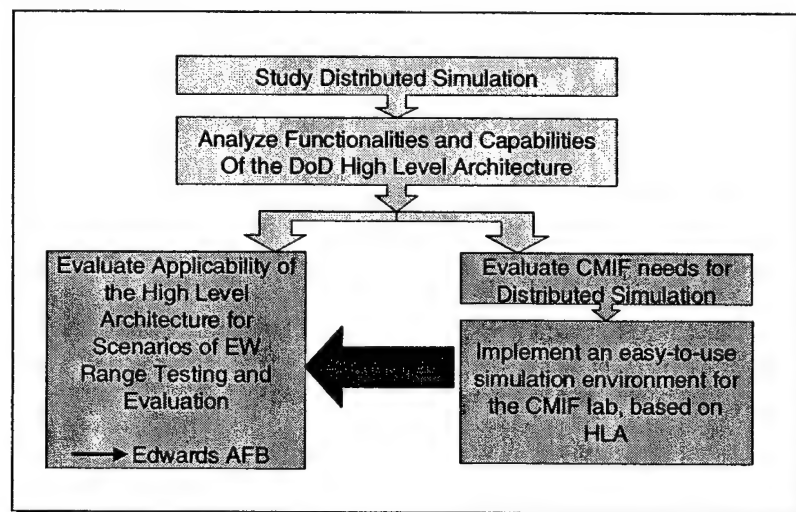 Study Distributed Simulation
Analyze Functionalities and Capabilities
Of the DoD High Level Architecture
Evaluate Applicability of
the High Level
Architecture for
Scenarios of EW
Range Testing and
Evaluation
Edwards AFB
Evaluate CMIF needs for
Distributed Simulation
Implement an easy-to-use
simulation environment for
the CMIF lab, based on
HLA